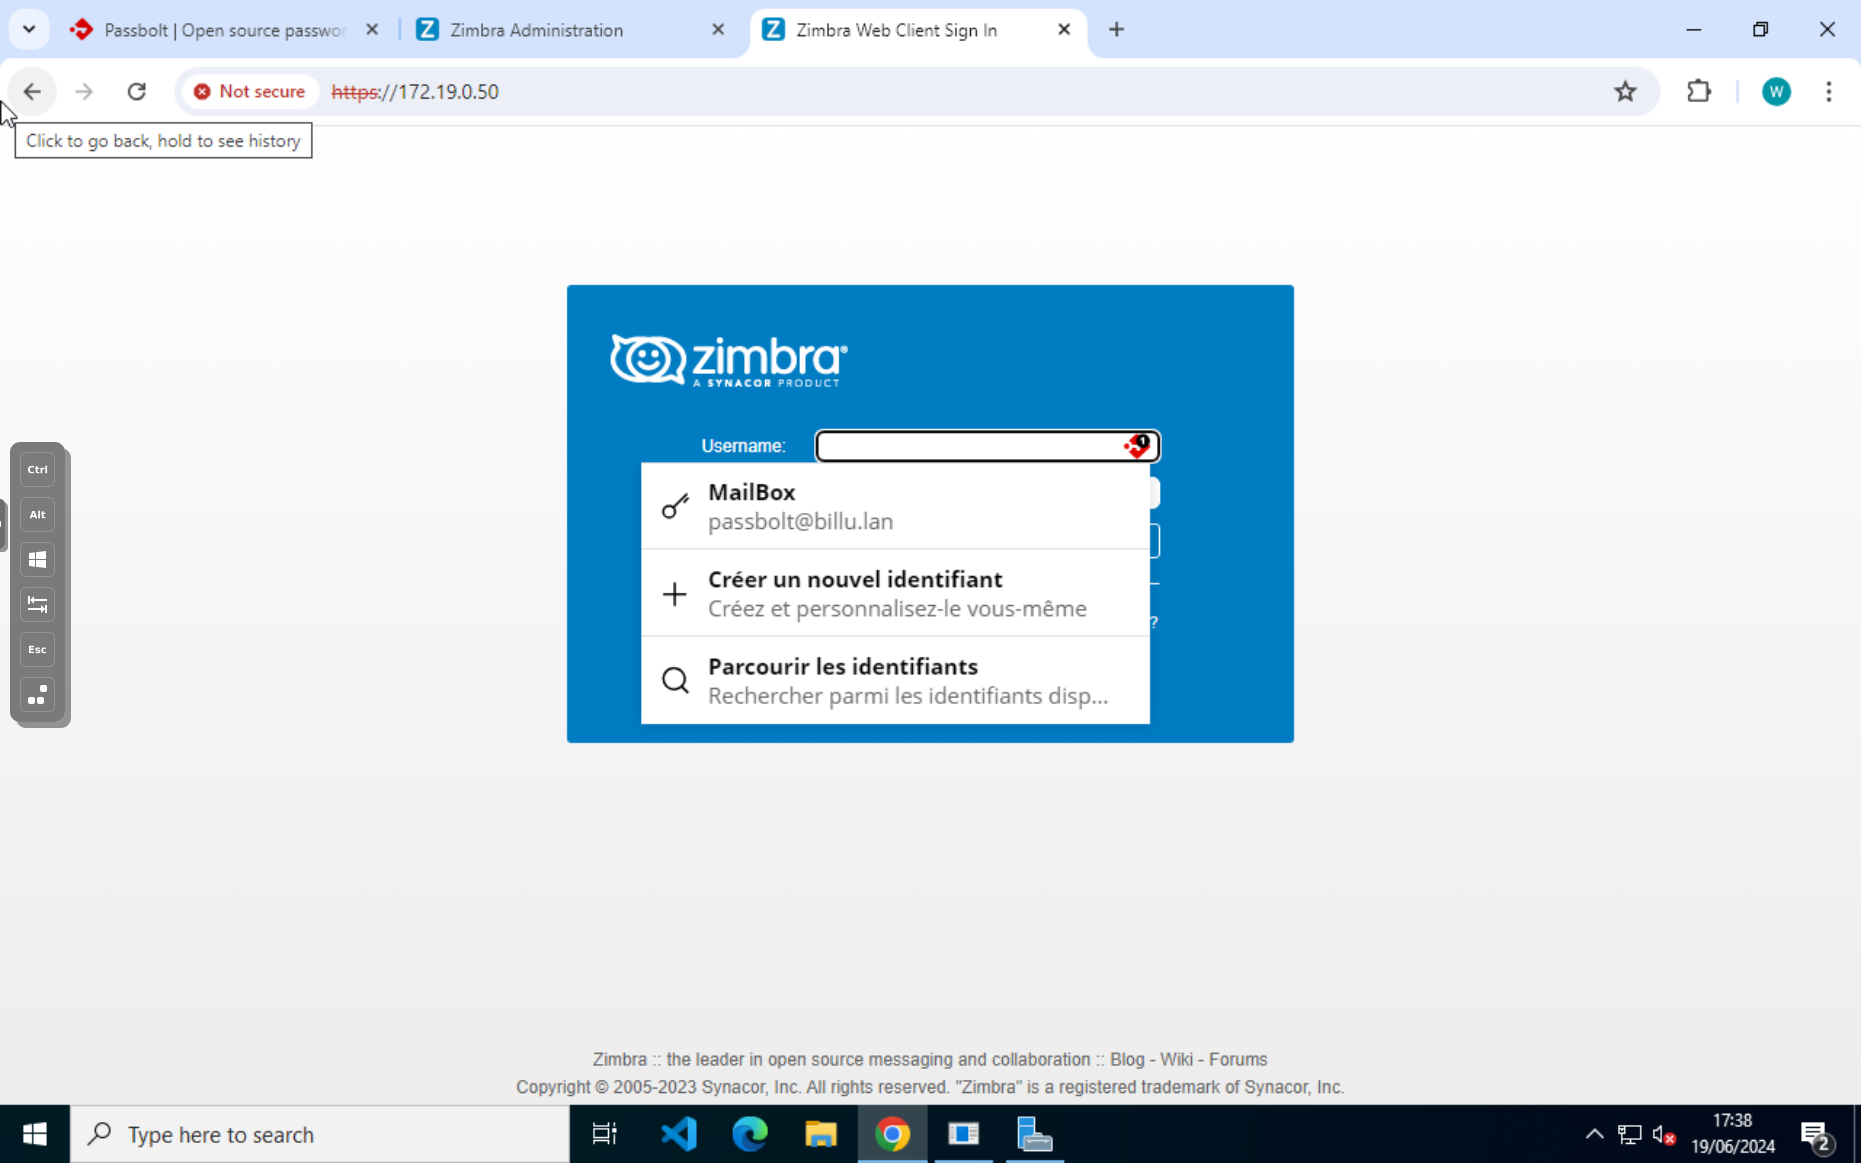 Passbolt | Open source passwor
Zimbra Administration
Zimbra Web Client Sign In
Not secure
https://172.19.0.50
W
Click to go back, hold to see history
zimbra®
A SYNACOR PRODUCT
Username:
1
MailBox
passbolt@billu.lan
Créer un nouvel identifiant
Créez et personnalisez-le vous-même
?
Parcourir les identifiants
Rechercher parmi les identifiants disp...
Ctrl
Alt
Esc
Zimbra :: the leader in open source messaging and collaboration :: Blog - Wiki - Forums
Copyright © 2005-2023 Synacor, Inc. All rights reserved. "Zimbra" is a registered trademark of Synacor, Inc.
Type here to search
17:38
19/06/2024
2